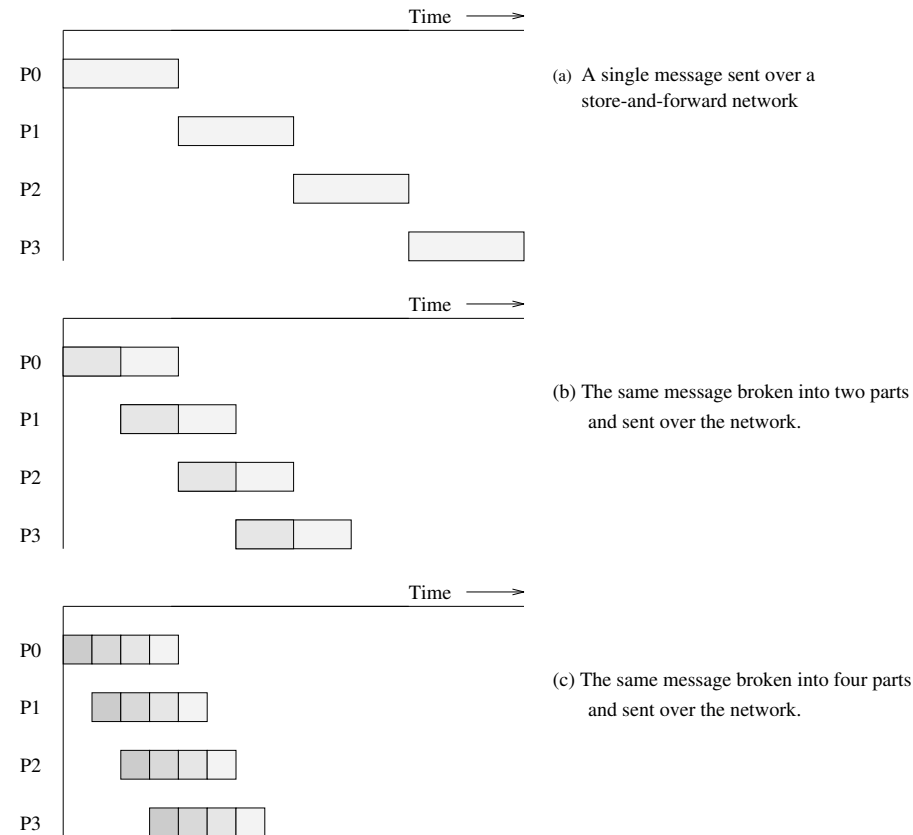 Time
P0
(a) A single message sent over a
store-and-forward network
P1
P2
P3
Time
P0
(b) The same message broken into two parts
and sent over the network.
P1
P2
P3
Time
P0
(c) The same message broken into four parts
and sent over the network.
P1
P2
P3